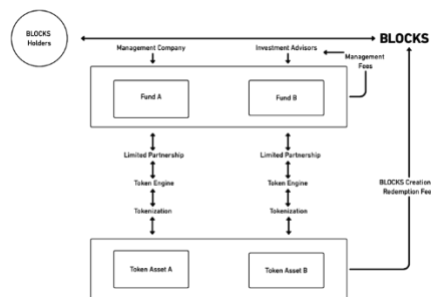 BLOCKS
Holders
BLOCKS
Management Company
Investment Advisors
Management
Fees
Fund A
Fund B
Limited Partnership
Limited Partnership
Token Engine
Token Engine
BLOCKS Creation
Redemption Fee
Tokenization
Tokenization
Token Asset A
Token Asset B